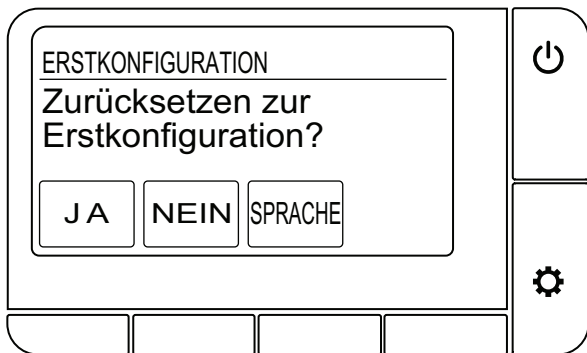 ERSTKONFIGURATION
Zurücksetzen zur
Erstkonfiguration?
JA NEIN SPRACHE